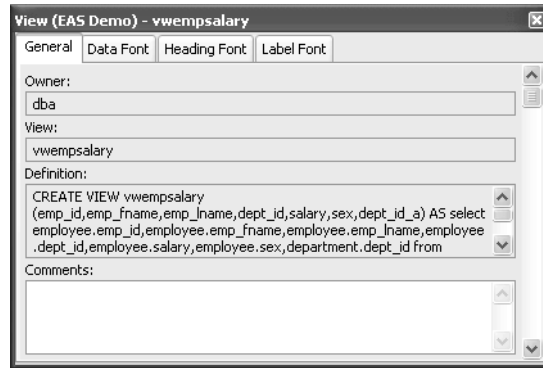 View (EAS Demo) - vwempsalary
General Data Font Heading Font Label Font
Owner:
dba
View:
vwempsalary
Definition:
CREATE VIEW vwempsalary
(emp_id,emp_fname,emp_lname,dept_id,salary,sex,dept_id_a) AS select
employee.emp_id,employee.emp_fname,employee.emp_lname,employee
.dept_id,employee.salary,employee.sex,department.dept_id from
Comments: